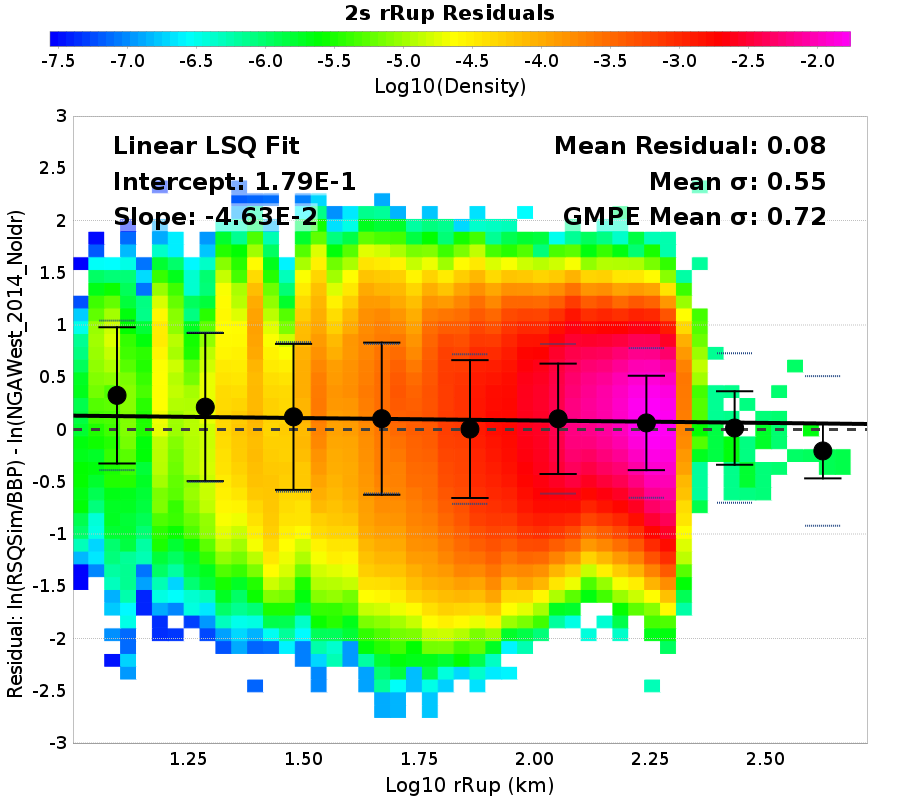 2s rRup Residuals
-7.5 -7.0 -6.5 -6.0 -5.5 -5.0 -4.5 -4.0 -3.5 -3.0 -2.5 -2.0
Log10(Density)
Linear LSQ Fit
Intercept: 1.79E-1
Slope: -4.63E-2
Mean Residual: 0.08
Mean σ: 0.55
GMPE Mean σ: 0.72
Residual: ln(RSQSim/BBP) - ln(NGAWest_2014_NoIdr)
3
2.5
2
1.5
1
0.5
0
-0.5
-1
-1.5
-2
-2.5
-3
1.25 1.50 1.75 2.00 2.25 2.50
Log10 rRup (km)